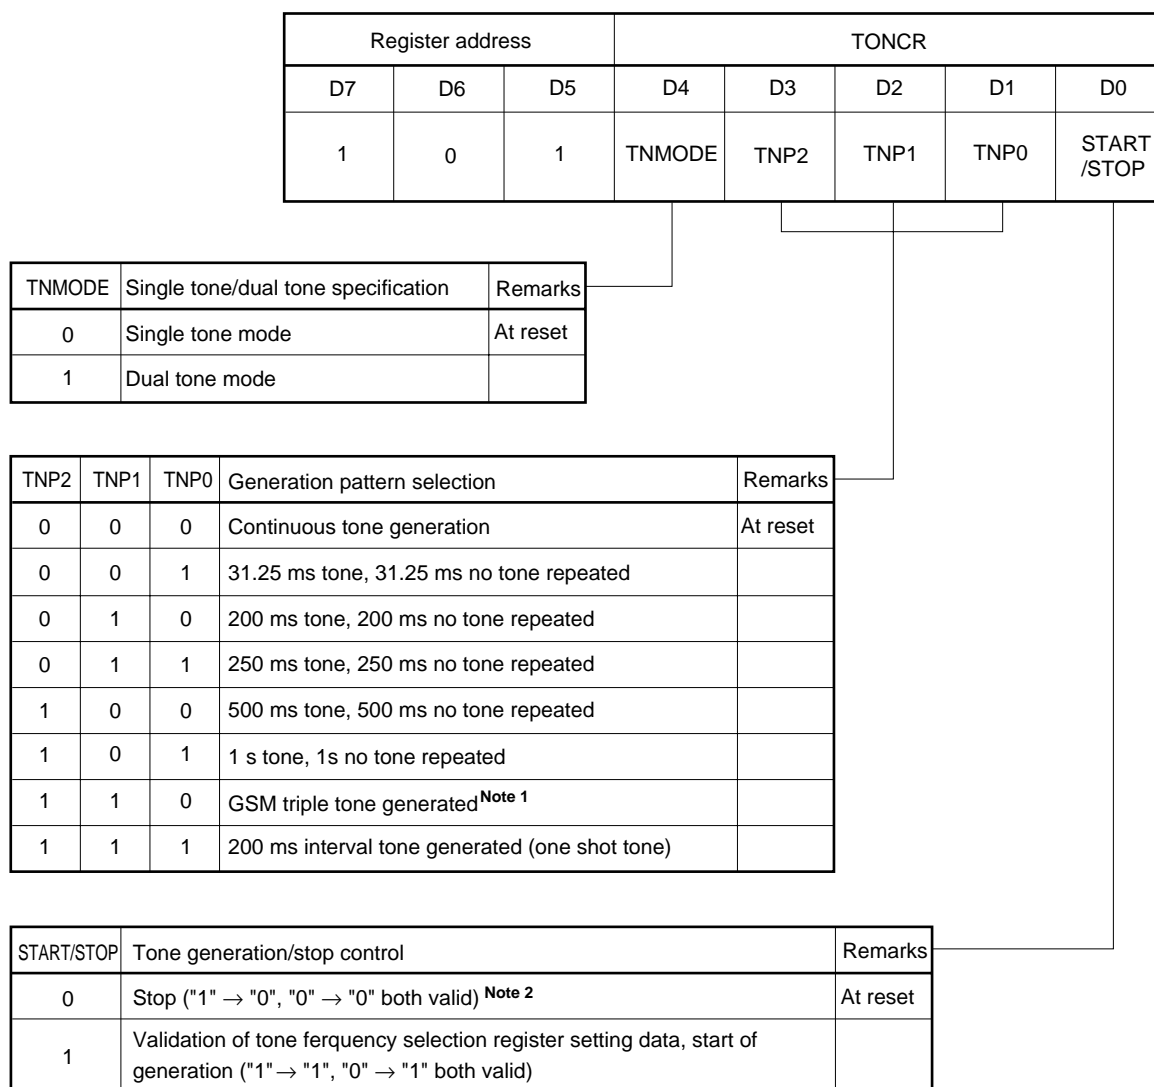 Register address TONCR
D7 D6 D5 D4 D3 D2 D1 D0
1 0 1 TNMODE TNP2 TNP1 TNP0 START
/STOP
TNMODE Single tone/dual tone specification Remarks
0 Single tone mode At reset
1 Dual tone mode
TNP2 TNP1 TNP0 Generation pattern selection Remarks
0 0 0 Continuous tone generation At reset
0 0 1 31.25 ms tone, 31.25 ms no tone repeated
0 1 0 200 ms tone, 200 ms no tone repeated
0 1 1 250 ms tone, 250 ms no tone repeated
1 0 0 500 ms tone, 500 ms no tone repeated
1 0 1 1 s tone, 1s no tone repeated
1 1 0 GSM triple tone generated Note 1
1 1 1 200 ms interval tone generated (one shot tone)
START/STOP Tone generation/stop control Remarks
0 Stop ("1" → "0", "0" → "0" both valid) Note 2 At reset
1 Validation of tone ferquency selection register setting data, start of
generation ("1"→ "1", "0" → "1" both valid)